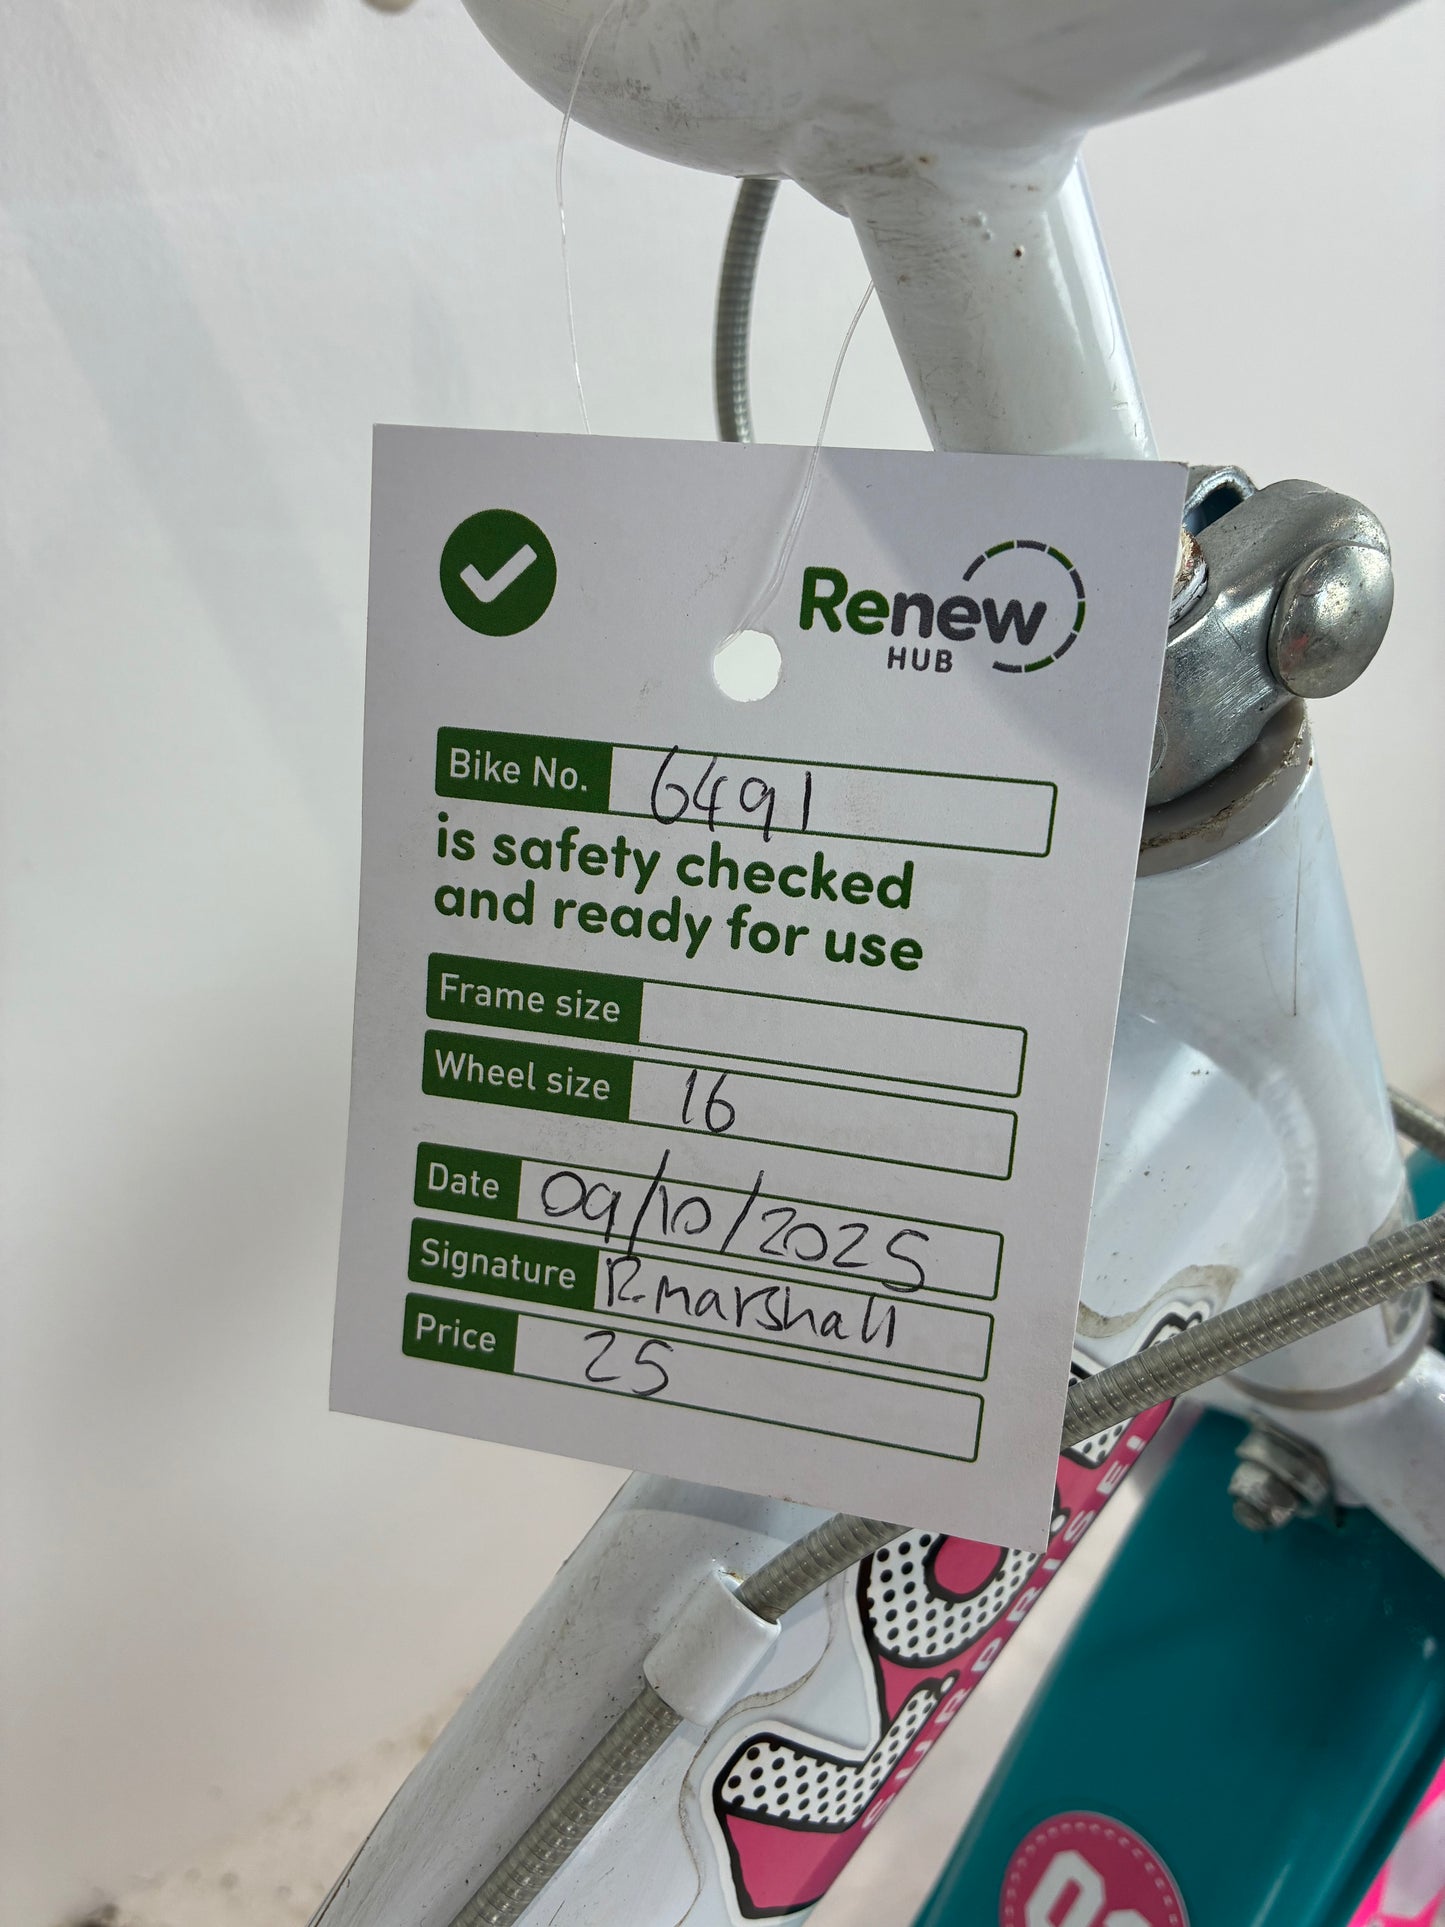 Renew
HUB
Bike No. 6491
is safety checked
and ready for use
Frame size
Wheel size 16
Date 09/10/2025
Signature R.marshall
Price 25
L.O.L.
SURPRISE!